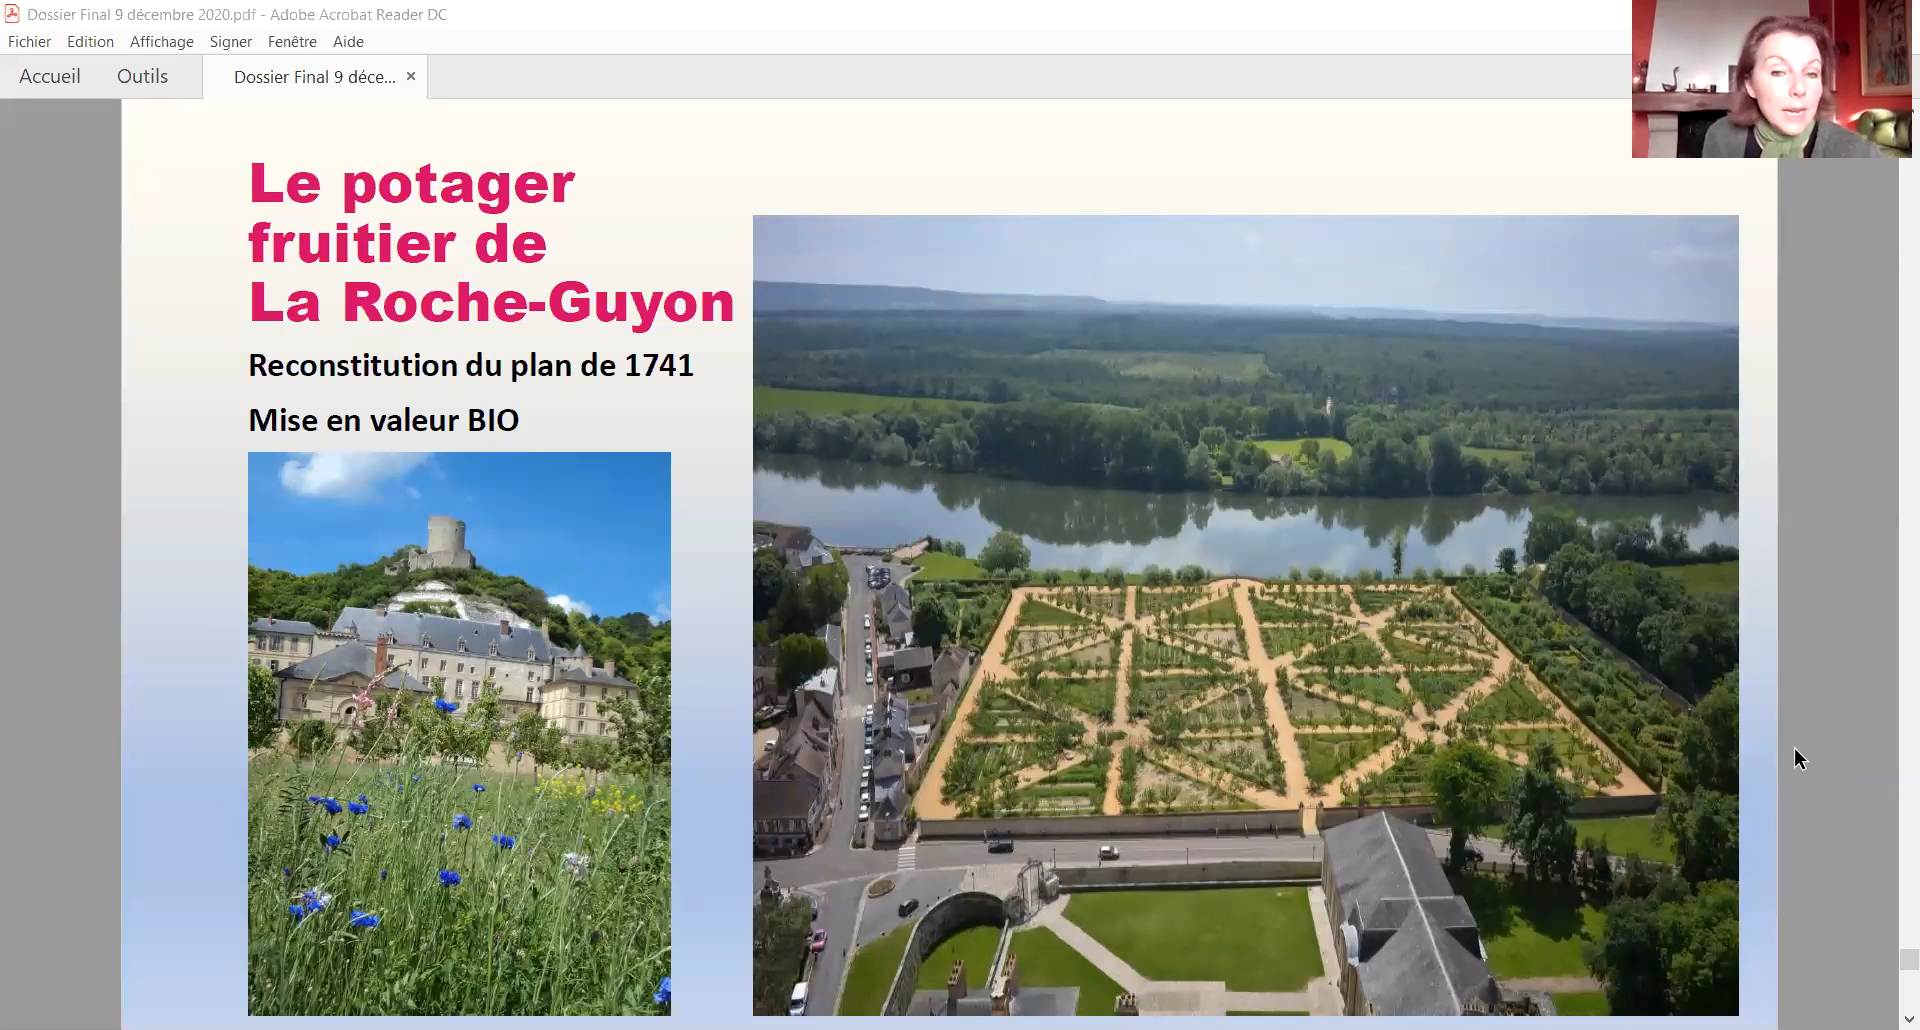 Dossier Final 9 décembre 2020.pdf - Adobe Acrobat Reader DC
Fichier Edition Affichage Signer Fenêtre Aide
Accueil Outils Dossier Final 9 déce... ×
Le potager
fruitier de
La Roche-Guyon
Reconstitution du plan de 1741
Mise en valeur BIO